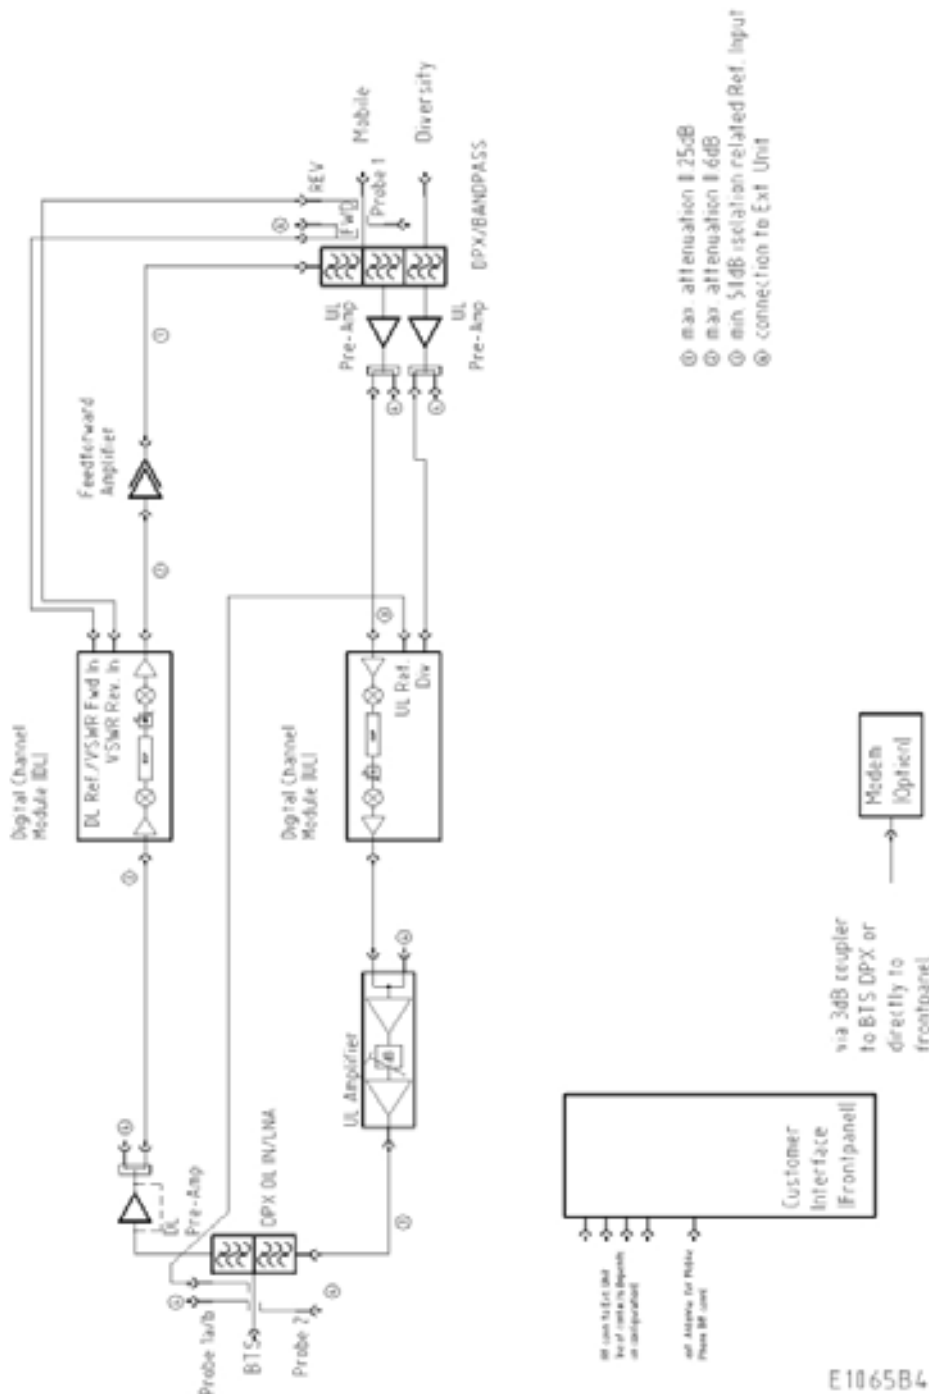 Mobile
Diversity
REV
FWD
Probe 1
DPX/BANDPASS
UL
Pre-Amp
UL
Pre-Amp
Feedforward
Amplifier
Digital Channel
Module (DL)
DL Ref./VSWR Fwd In
VSWR Rev. In
Digital Channel
Module (UL)
UL Ref.
Div
UL Amplifier
DL
Pre-Amp
DPX DL IN/LNA
Probe 1a/b
BTS
Probe 2
max. attenuation 0.25dB
max. attenuation 0.6dB
min. 50dB isolation related Ref. Input
connection to Ext Unit
Modem
(Option)
via 3dB coupler
to BTS DPX or
directly to
frontpanel
Customer
Interface
(Frontpanel)
E1065B4